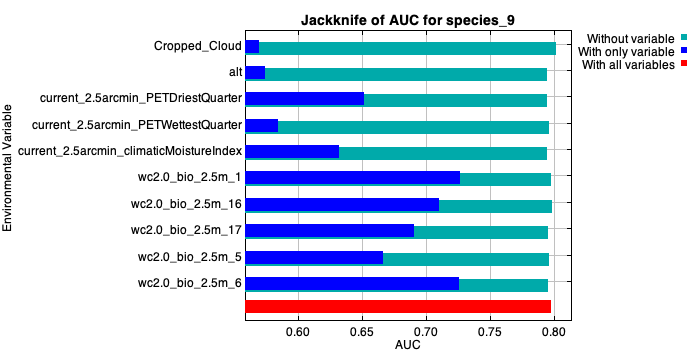 Jackknife of AUC for species_9
Without variable
With only variable
With all variables
Environmental Variable
Cropped_Cloud
alt
current_2.5arcmin_PETDriestQuarter
current_2.5arcmin_PETWettestQuarter
current_2.5arcmin_climaticMoistureIndex
wc2.0_bio_2.5m_1
wc2.0_bio_2.5m_16
wc2.0_bio_2.5m_17
wc2.0_bio_2.5m_5
wc2.0_bio_2.5m_6
0.60 0.65 0.70 0.75 0.80
AUC